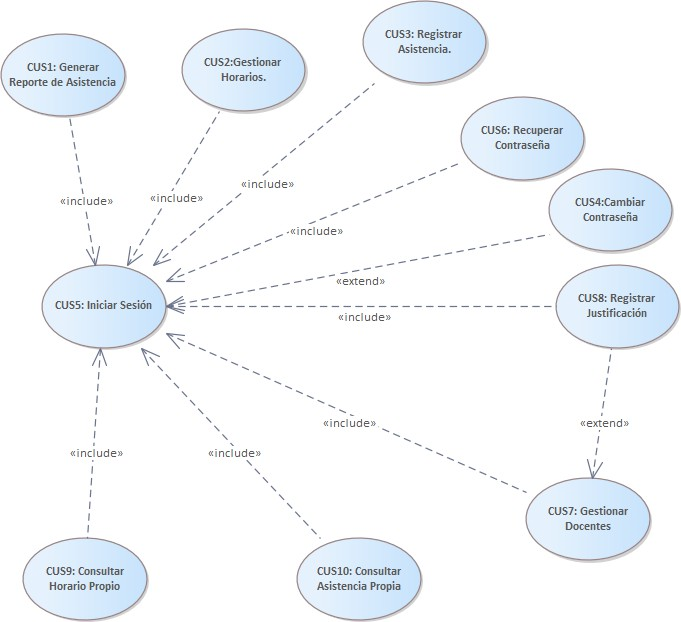 CUS3: Registrar
Asistencia.
CUS1: Generar
Reporte de Asistencia
CUS2:Gestionar
Horarios.
CUS6: Recuperar
Contraseña
CUS4:Cambiar
Contraseña
«include»
«include»
«include»
«include»
«extend»
«include»
CUS5: Iniciar Sesión
CUS8: Registrar
Justificación
«include»
«extend»
«include»
«include»
CUS7: Gestionar
Docentes
CUS9: Consultar
Horario Propio
CUS10: Consultar
Asistencia Propia